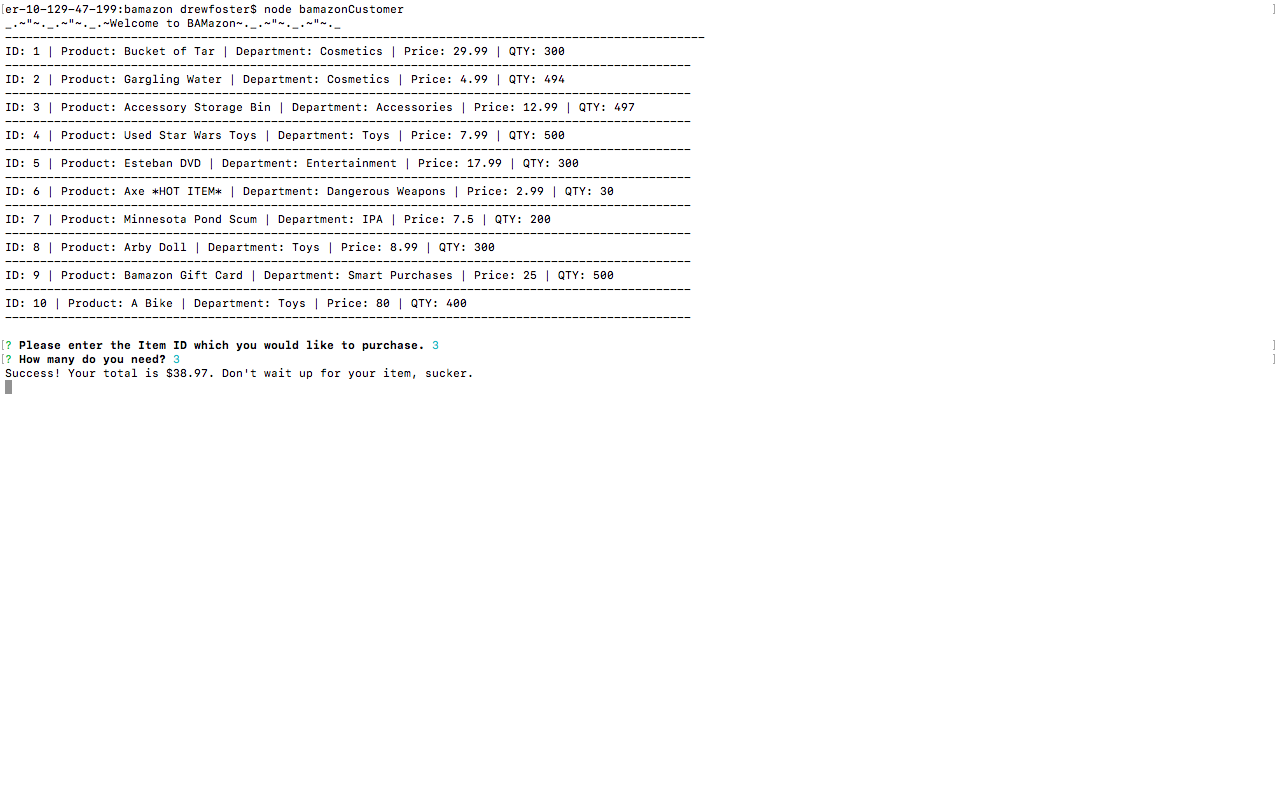 [er-10-129-47-199:bamazon drewfoster$ node bamazonCustomer ]
_.~"~._.~"~._.~Welcome to BAMazon~._.~"~._.~"~._
----------------------------------------------------------------------------------------------------
ID: 1 | Product: Bucket of Tar | Department: Cosmetics | Price: 29.99 | QTY: 300
--------------------------------------------------------------------------------------------------
ID: 2 | Product: Gargling Water | Department: Cosmetics | Price: 4.99 | QTY: 494
--------------------------------------------------------------------------------------------------
ID: 3 | Product: Accessory Storage Bin | Department: Accessories | Price: 12.99 | QTY: 497
--------------------------------------------------------------------------------------------------
ID: 4 | Product: Used Star Wars Toys | Department: Toys | Price: 7.99 | QTY: 500
--------------------------------------------------------------------------------------------------
ID: 5 | Product: Esteban DVD | Department: Entertainment | Price: 17.99 | QTY: 300
--------------------------------------------------------------------------------------------------
ID: 6 | Product: Axe *HOT ITEM* | Department: Dangerous Weapons | Price: 2.99 | QTY: 30
--------------------------------------------------------------------------------------------------
ID: 7 | Product: Minnesota Pond Scum | Department: IPA | Price: 7.5 | QTY: 200
--------------------------------------------------------------------------------------------------
ID: 8 | Product: Arby Doll | Department: Toys | Price: 8.99 | QTY: 300
--------------------------------------------------------------------------------------------------
ID: 9 | Product: Bamazon Gift Card | Department: Smart Purchases | Price: 25 | QTY: 500
--------------------------------------------------------------------------------------------------
ID: 10 | Product: A Bike | Department: Toys | Price: 80 | QTY: 400
--------------------------------------------------------------------------------------------------
[? Please enter the Item ID which you would like to purchase. 3 ]
[? How many do you need? 3 ]
Success! Your total is $38.97. Don't wait up for your item, sucker.